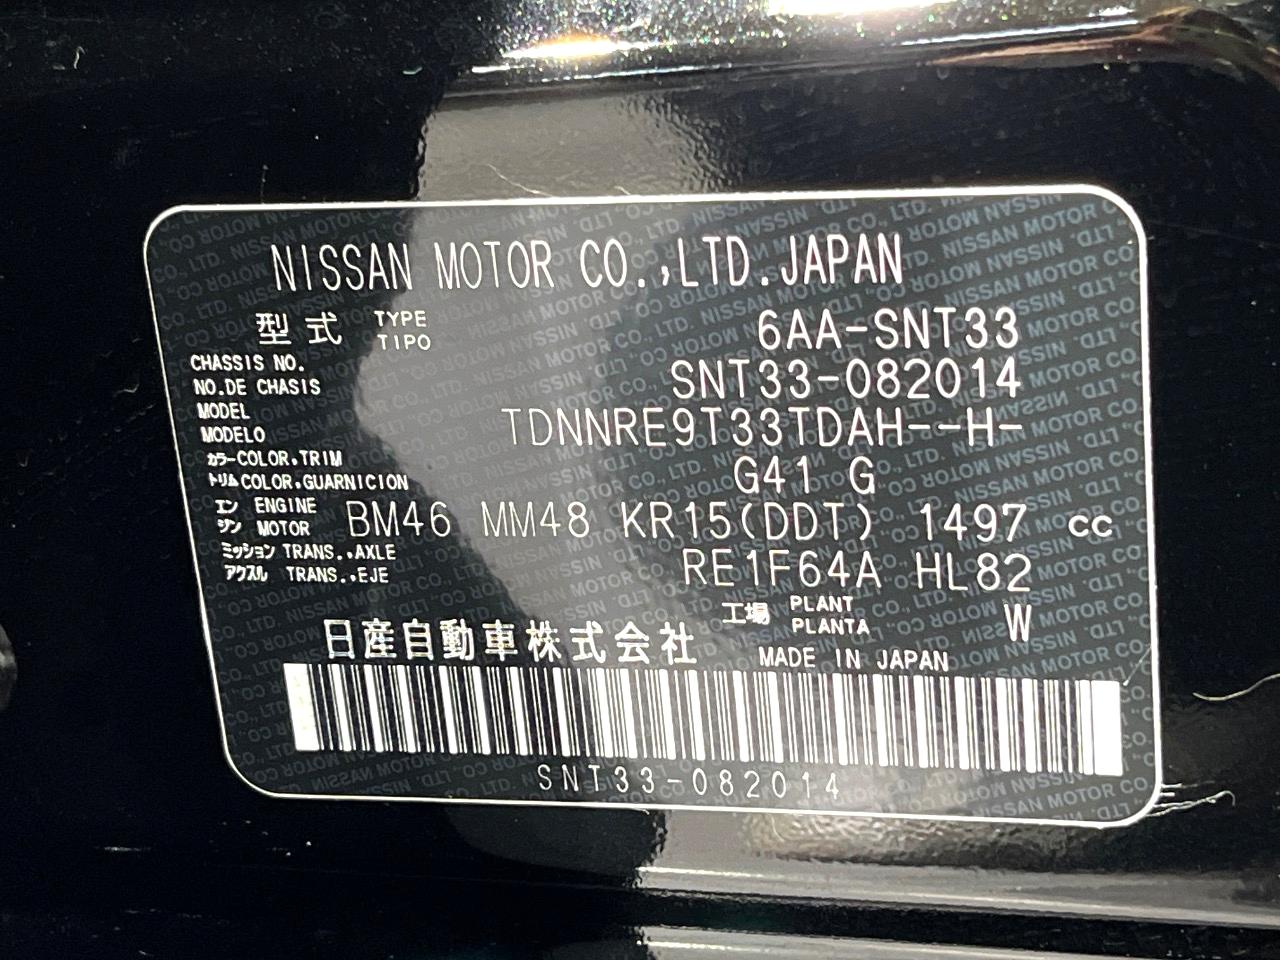 NISSAN MOTOR CO.,LTD.JAPAN
型式 TYPE TIPO 6AA-SNT33
CHASSIS NO.
NO.DE CHASIS SNT33-082014
MODEL
MODELO TDNNRE9T33TDAH--H-
カラー COLOR.TRIM
トリム COLOR.GUARNICION G41 G
エン ENGINE
ジン MOTOR BM46 MM48 KR15(DDT) 1497 cc
ミッション TRANS..AXLE
アクスル TRANS..EJE RE1F64A HL82
工場 PLANT PLANTA W
日産自動車株式会社 MADE IN JAPAN
SNT33-082014